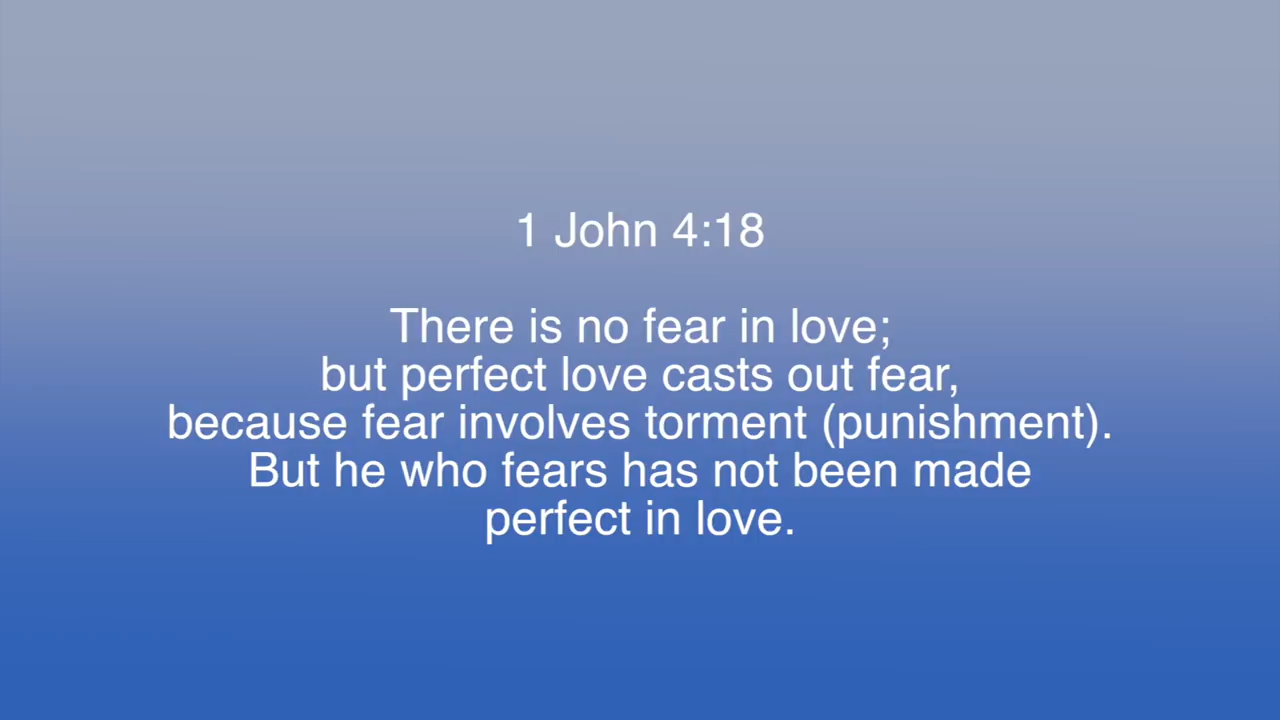 1 John 4:18
There is no fear in love;
but perfect love casts out fear,
because fear involves torment (punishment).
But he who fears has not been made
perfect in love.